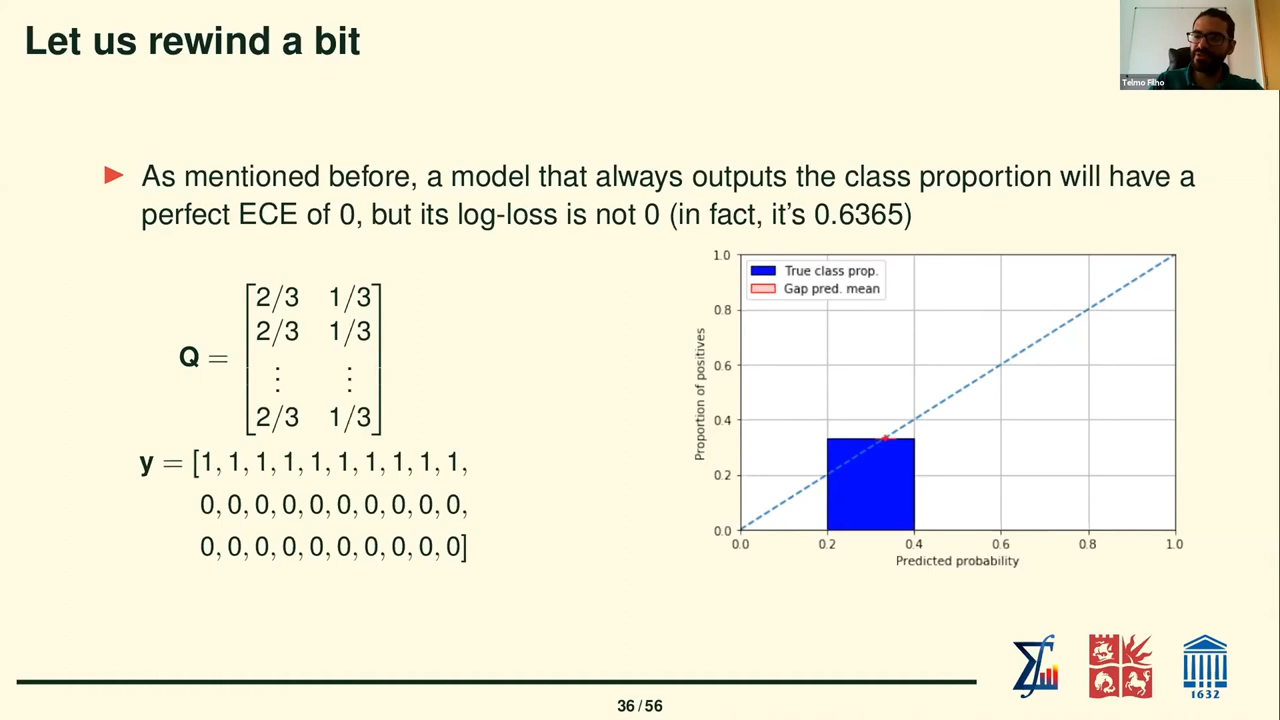 Let us rewind a bit
Telmo Filho
As mentioned before, a model that always outputs the class proportion will have a
perfect ECE of 0, but its log-loss is not 0 (in fact, it's 0.6365)
Q = [2/3 1/3
2/3 1/3
⋮ ⋮
2/3 1/3]
y = [1, 1, 1, 1, 1, 1, 1, 1, 1, 1,
0, 0, 0, 0, 0, 0, 0, 0, 0, 0,
0, 0, 0, 0, 0, 0, 0, 0, 0, 0]
True class prop.
Gap pred. mean
Proportion of positives
1.0
0.8
0.6
0.4
0.2
0.0
0.0 0.2 0.4 0.6 0.8 1.0
Predicted probability
1632
36 / 56